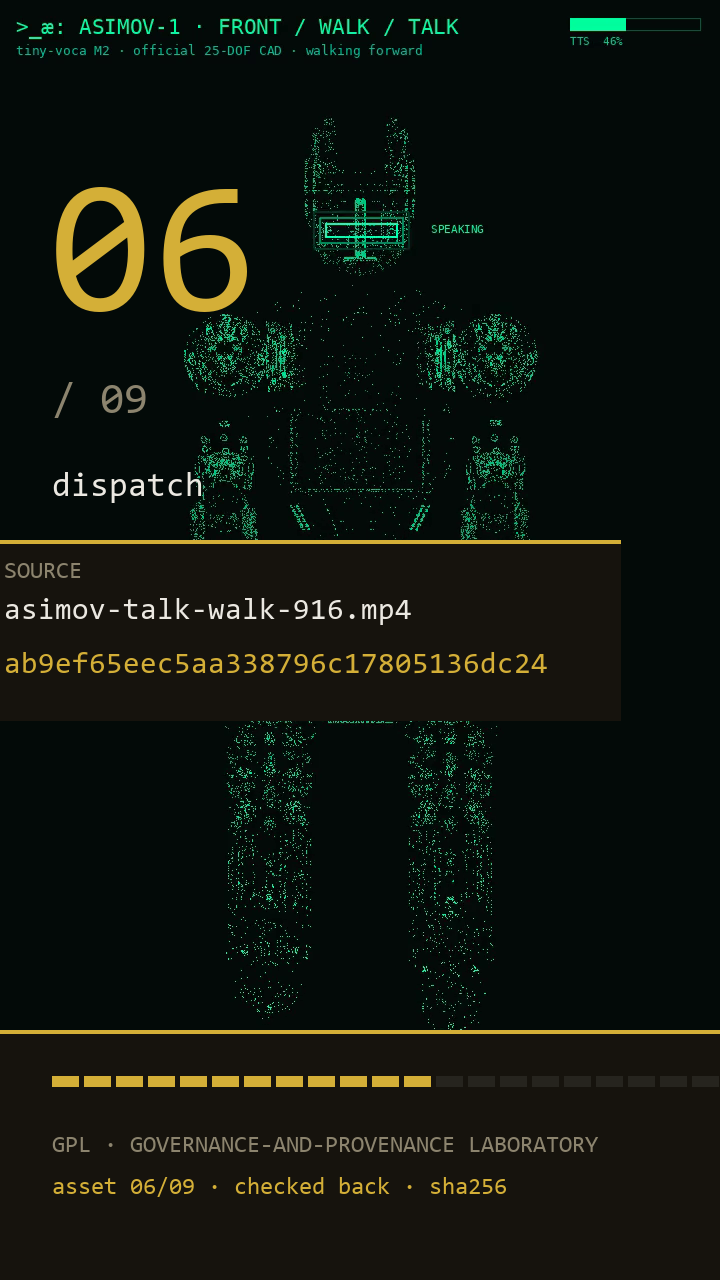 >_æ: ASIMOV-1 · FRONT / WALK / TALK
tiny-voca M2 · official 25-DOF CAD · walking forward
TTS 46%
06
SPEAKING
/ 09
dispatch
SOURCE
asimov-talk-walk-916.mp4
ab9ef65eec5aa338796c17805136dc24
GPL · GOVERNANCE-AND-PROVENANCE LABORATORY
asset 06/09 · checked back · sha256